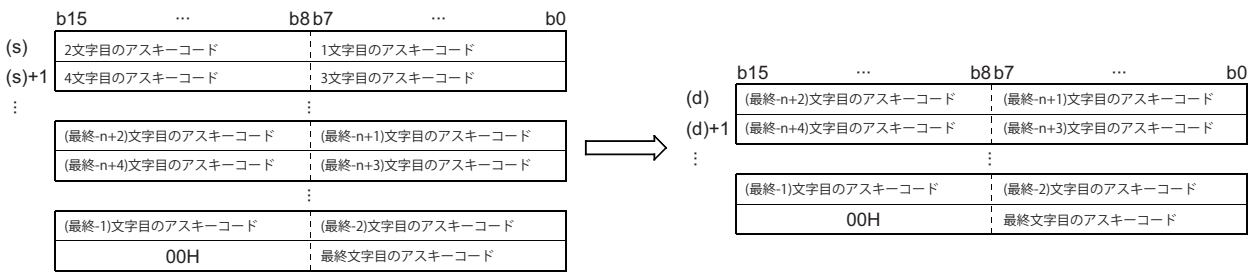 b15 … b8 b7 … b0
(s) 2文字目のアスキーコード 1文字目のアスキーコード
(s)+1 4文字目のアスキーコード 3文字目のアスキーコード
⋮ ⋮
(最終-n+2)文字目のアスキーコード (最終-n+1)文字目のアスキーコード
(最終-n+4)文字目のアスキーコード (最終-n+3)文字目のアスキーコード
⋮
(最終-1)文字目のアスキーコード (最終-2)文字目のアスキーコード
00H 最終文字目のアスキーコード
b15 … b8 b7 … b0
(d) (最終-n+2)文字目のアスキーコード (最終-n+1)文字目のアスキーコード
(d)+1 (最終-n+4)文字目のアスキーコード (最終-n+3)文字目のアスキーコード
⋮ ⋮
(最終-1)文字目のアスキーコード (最終-2)文字目のアスキーコード
00H 最終文字目のアスキーコード